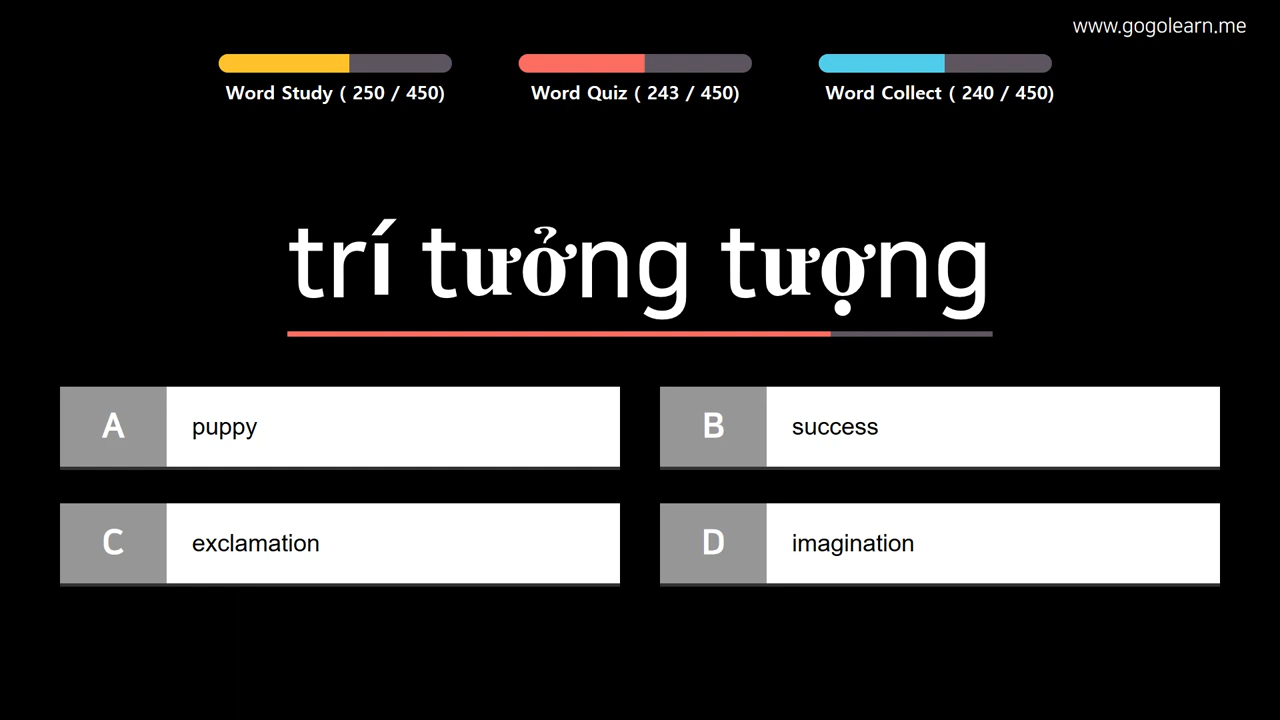 www.gogolearn.me
Word Study ( 250 / 450)
Word Quiz ( 243 / 450)
Word Collect ( 240 / 450)
trí tưởng tượng
A puppy
B success
C exclamation
D imagination